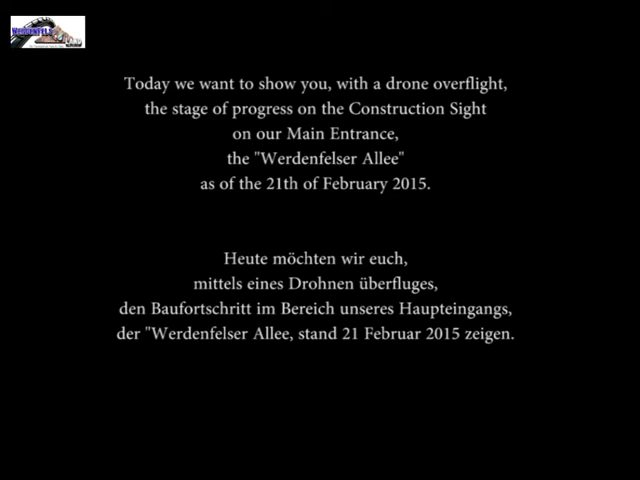 Today we want to show you, with a drone overflight,
the stage of progress on the Construction Sight
on our Main Entrance,
the "Werdenfelser Allee"
as of the 21th of February 2015.
Heute möchten wir euch,
mittels eines Drohnen überfluges,
den Baufortschritt im Bereich unseres Haupteingangs,
der "Werdenfelser Allee, stand 21 Februar 2015 zeigen.